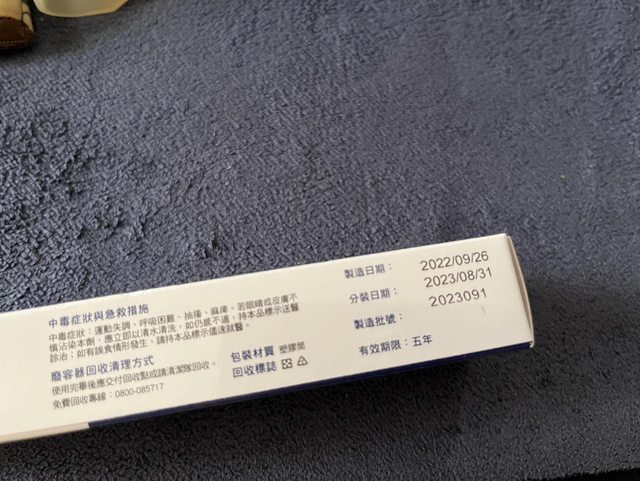 中毒症狀與急救措施
中毒症狀：運動失調、呼吸困難、抽搐、麻痺。若眼睛或皮膚不
慎沾染本劑，應立即以清水清洗，如仍感不適，持本品標示送醫
診治；如有誤食情形發生，請持本品標示儘速就醫。
廢容器回收清理方式
使用完畢後應交付回收點或請清潔隊回收。
免費回收專線：0800-085717
包裝材質 塑膠筒
回收標誌
製造日期： 2022/09/26
分裝日期： 2023/08/31
製造批號： 2023091
有效期限：五年